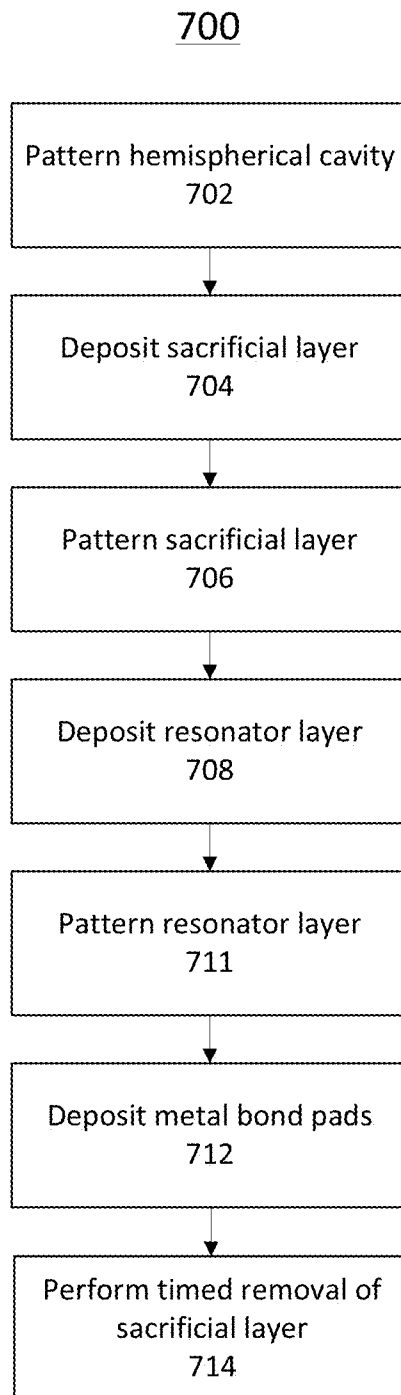 700
Pattern hemispherical cavity
702
Deposit sacrificial layer
704
Pattern sacrificial layer
706
Deposit resonator layer
708
Pattern resonator layer
711
Deposit metal bond pads
712
Perform timed removal of
sacrificial layer
714